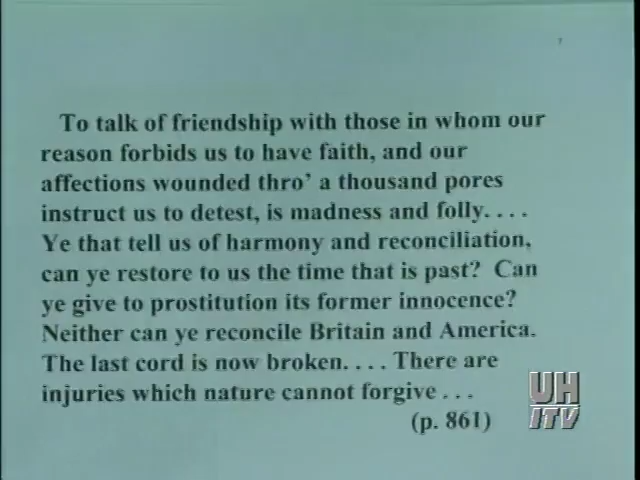 To talk of friendship with those in whom our
reason forbids us to have faith, and our
affections wounded thro' a thousand pores
instruct us to detest, is madness and folly. . . .
Ye that tell us of harmony and reconciliation,
can ye restore to us the time that is past? Can
ye give to prostitution its former innocence?
Neither can ye reconcile Britain and America.
The last cord is now broken. . . . There are
injuries which nature cannot forgive . . .
(p. 861)
UH
ITV